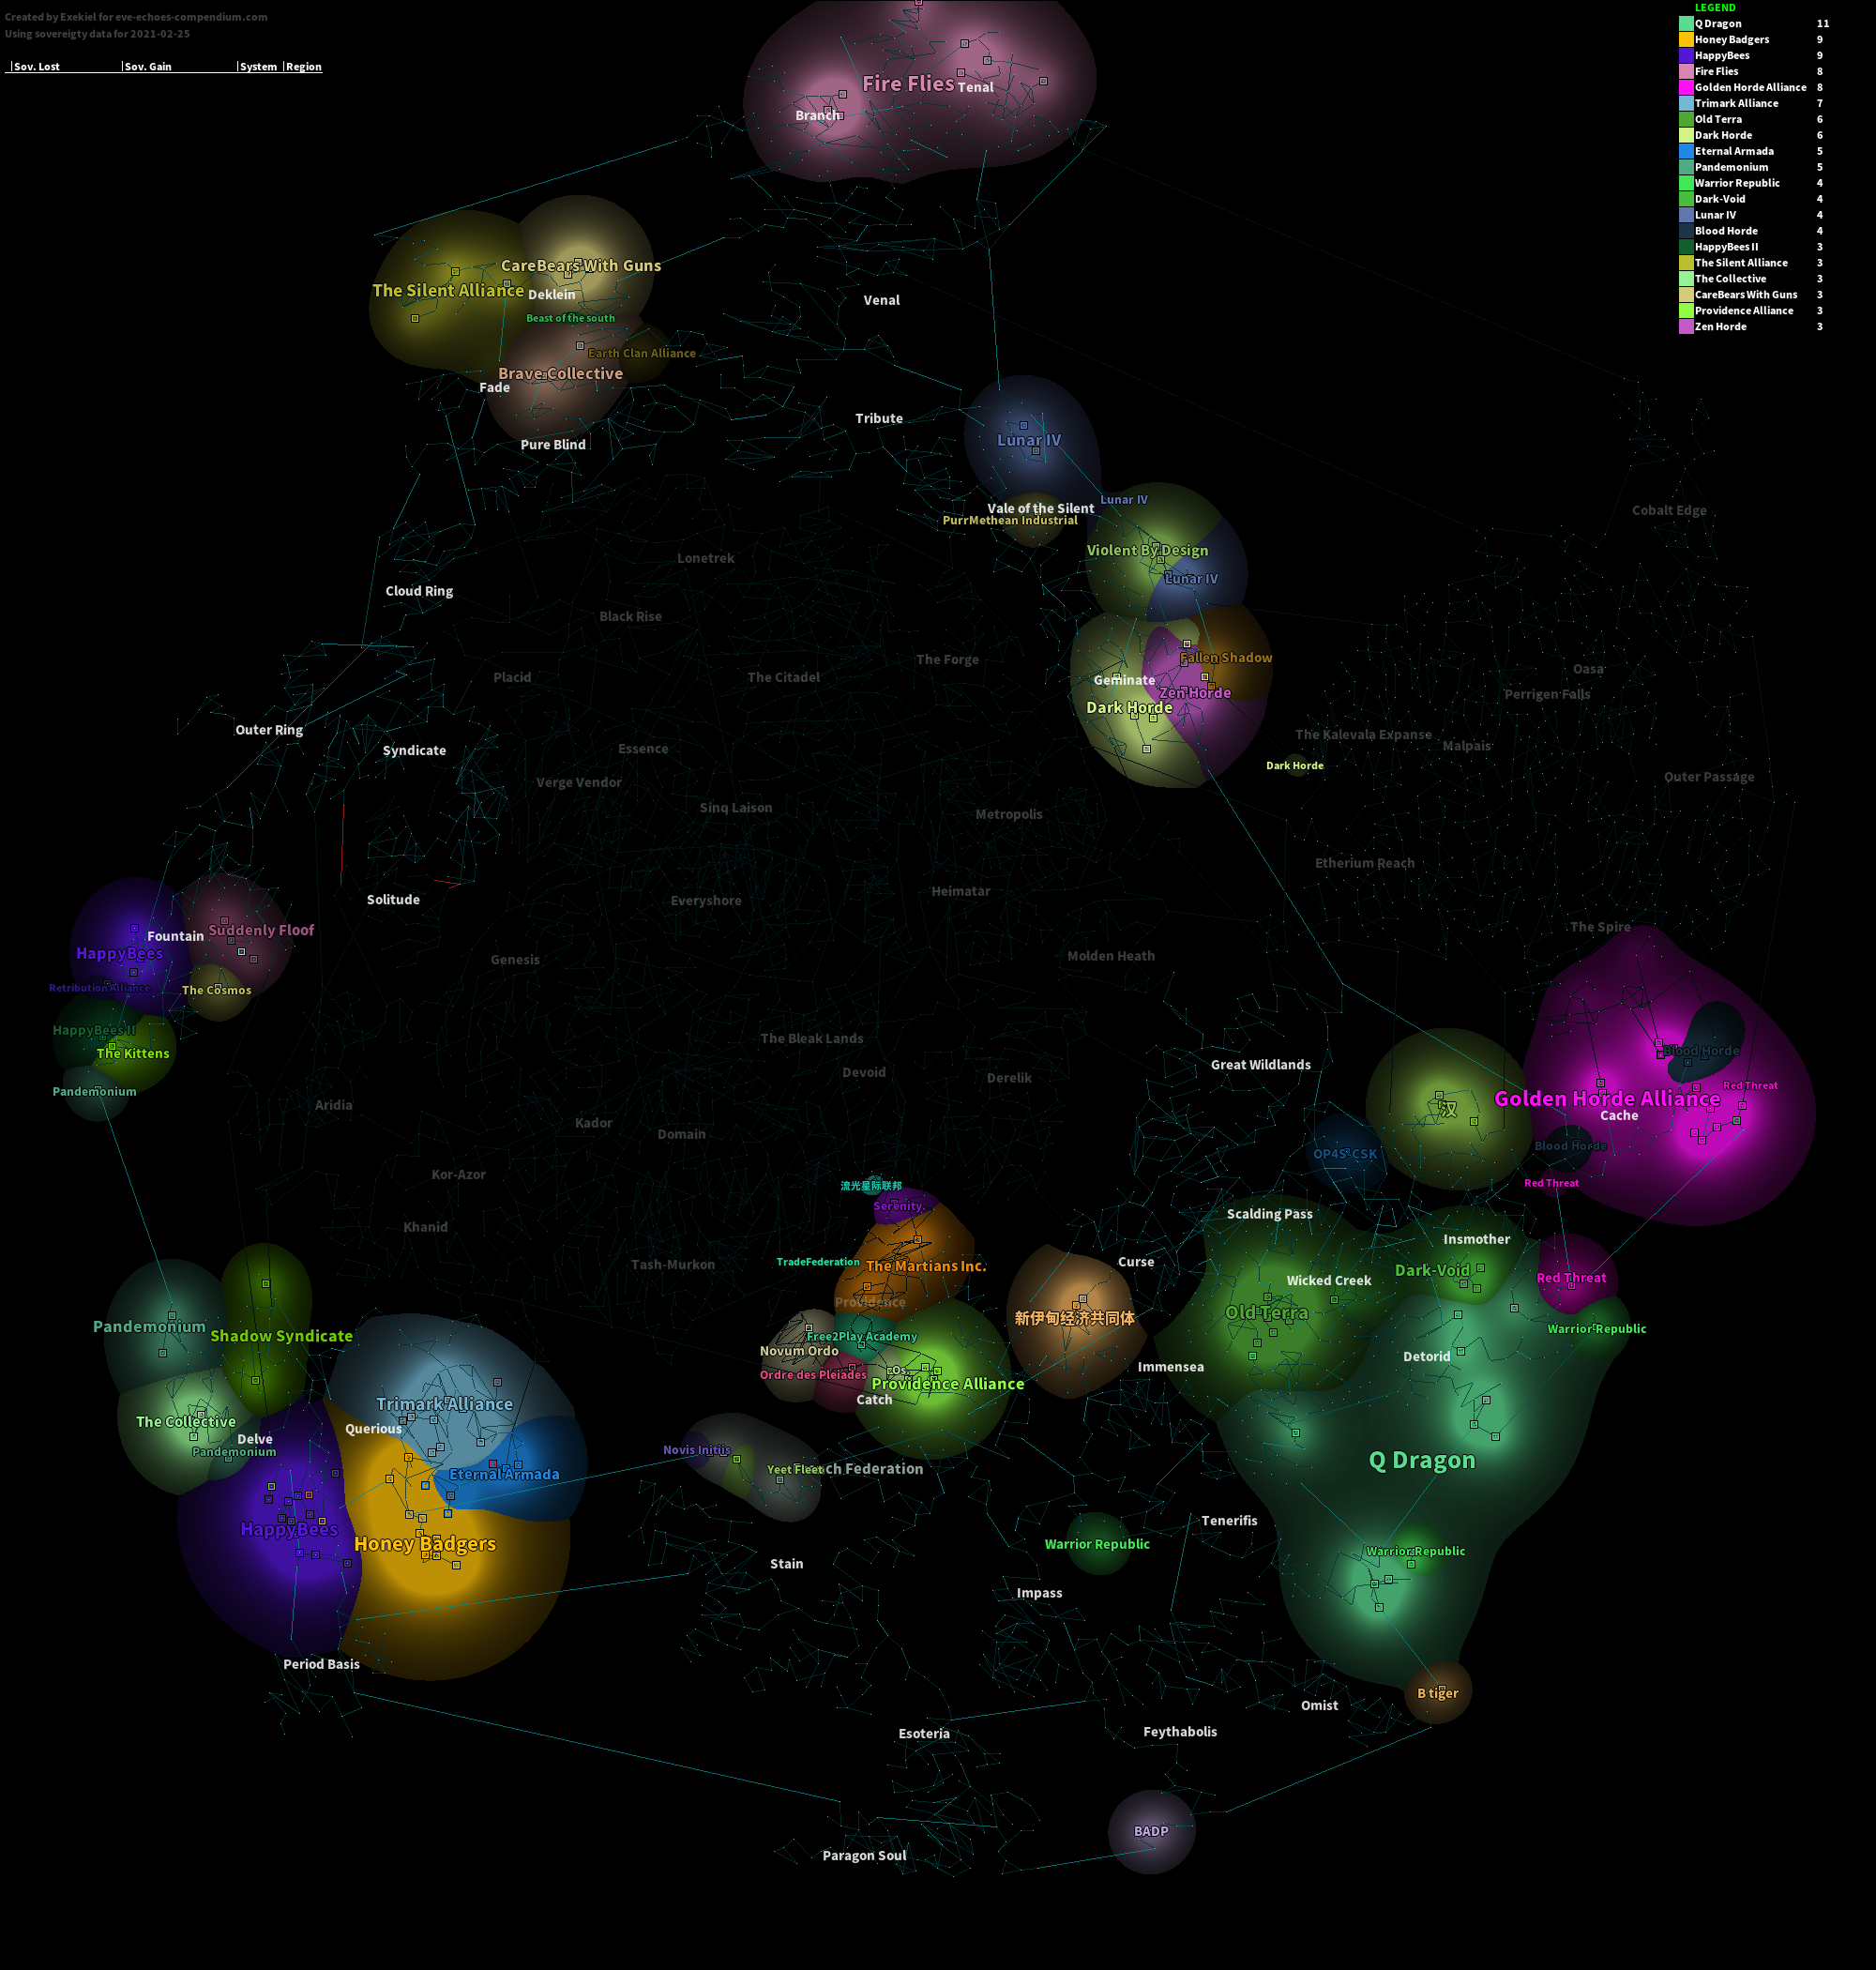 Created by Exekiel for eve-echoes-compendium.com
Using sovereigty data for 2021-02-25
Sov. Lost Sov. Gain System Region
LEGEND
Q Dragon 11
Honey Badgers 9
HappyBees 9
Fire Flies 8
Golden Horde Alliance 8
Trimark Alliance 7
Old Terra 6
Dark Horde 6
Eternal Armada 5
Pandemonium 5
Warrior Republic 4
Dark-Void 4
Lunar IV 4
Blood Horde 4
HappyBees II 3
The Silent Alliance 3
The Collective 3
CareBears With Guns 3
Providence Alliance 3
Zen Horde 3
Fire Flies
Tenal
Branch
CareBears With Guns
The Silent Alliance
Deklein
Venal
Beast of the south
Earth Clan Alliance
Brave Collective
Fade
Tribute
Pure Blind
Lunar IV
Lunar IV
Vale of the Silent
PurrMethean Industrial
Cobalt Edge
Violent By Design
Lonetrek
Lunar IV
Cloud Ring
Black Rise
The Forge
Fallen Shadow
Oasa
Placid
The Citadel
Geminate
Zen Horde
Perrigen Falls
Dark Horde
Outer Ring
The Kalevala Expanse
Syndicate
Essence
Malpais
Dark Horde
Outer Passage
Verge Vendor
Sinq Laison
Metropolis
Etherium Reach
Heimatar
Solitude
Everyshore
The Spire
Suddenly Floof
Fountain
HappyBees
Molden Heath
Genesis
Retribution Alliance
The Cosmos
HappyBees II
The Bleak Lands
Blood Horde
The Kittens
Great Wildlands
Devoid
Derelik
Red Threat
Pandemonium
Golden Horde Alliance
Aridia
汉
Cache
Kador
Domain
Blood Horde
OP4S-CSK
Kor-Azor
流光星际联邦
Red Threat
Serenity.
Scalding Pass
Khanid
Insmother
TradeFederation
Curse
Tash-Murkon
The Martians Inc.
Dark-Void
Red Threat
Wicked Creek
Providence
Old Terra
新伊甸经济共同体
Pandemonium
Shadow Syndicate
Free2Play Academy
Warrior Republic
Novum Ordo
Detorid
Immensea
Ordre des Pleiades
.Os.
Providence Alliance
Catch
Trimark Alliance
The Collective
Querious
Delve
Pandemonium
Novis Initiis
Q Dragon
Yeet Fleet
ch Federation
Eternal Armada
Tenerifis
HappyBees
Honey Badgers
Warrior Republic
Warrior Republic
Stain
Impass
Period Basis
B tiger
Omist
Esoteria
Feythabolis
BADP
Paragon Soul